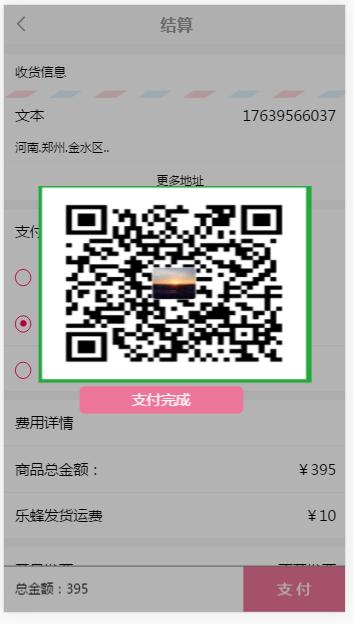 结算
收货信息
文本 17639566037
河南.郑州.金水区..
更多地址
支付
支付完成
费用详情
商品总金额： ￥395
乐蜂发货运费 ￥10
总金额：395 支 付